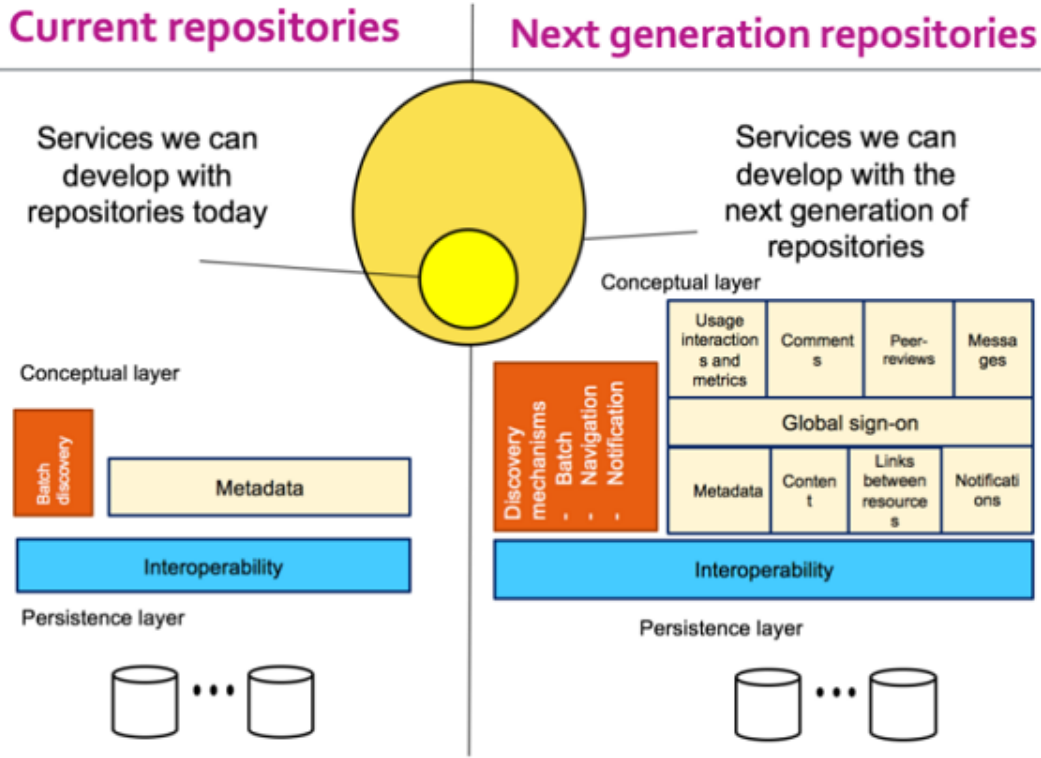 Current repositories
Next generation repositories
Services we can
develop with
repositories today
Services we can
develop with the
next generation of
repositories
Conceptual layer
Batch
discovery
Metadata
Interoperability
Persistence layer
Conceptual layer
Discovery
mechanisms
- Batch
- Navigation
- Notification
Usage
interaction
s and
metrics
Comment
s
Peer-
reviews
Messa
ges
Global sign-on
Metadata
Conten
t
Links
between
resource
s
Notificati
ons
Interoperability
Persistence layer